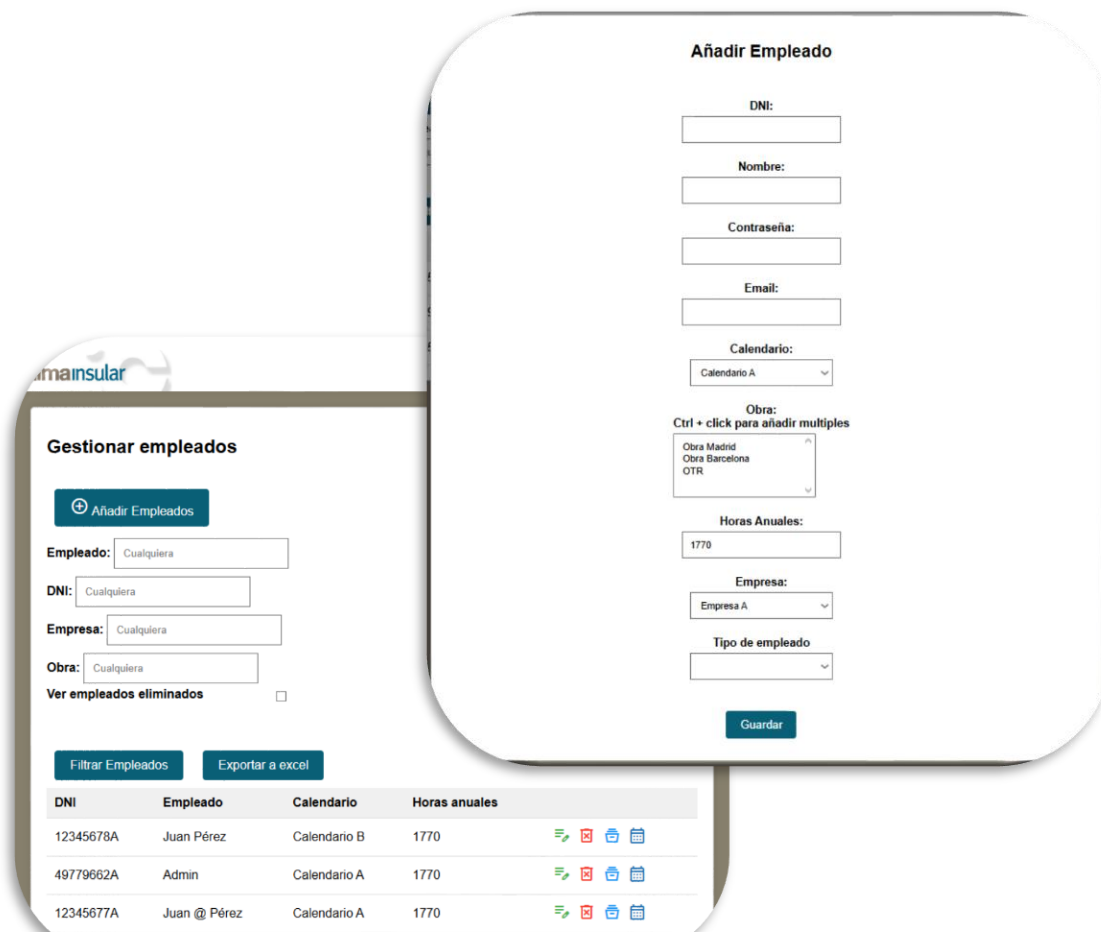 Añadir Empleado
DNI:
Nombre:
Contraseña:
Email:
Calendario:
Calendario A
Obra:
Ctrl + click para añadir multiples
Obra Madrid
Obra Barcelona
OTR
Horas Anuales:
1770
Empresa:
Empresa A
Tipo de empleado
Guardar
insular
Gestionar empleados
Añadir Empleados
Empleado: Cualquiera
DNI: Cualquiera
Empresa: Cualquiera
Obra: Cualquiera
Ver empleados eliminados
Filtrar Empleados Exportar a excel
DNI Empleado Calendario Horas anuales
12345678A Juan Pérez Calendario B 1770
49779662A Admin Calendario A 1770
12345677A Juan @ Pérez Calendario A 1770